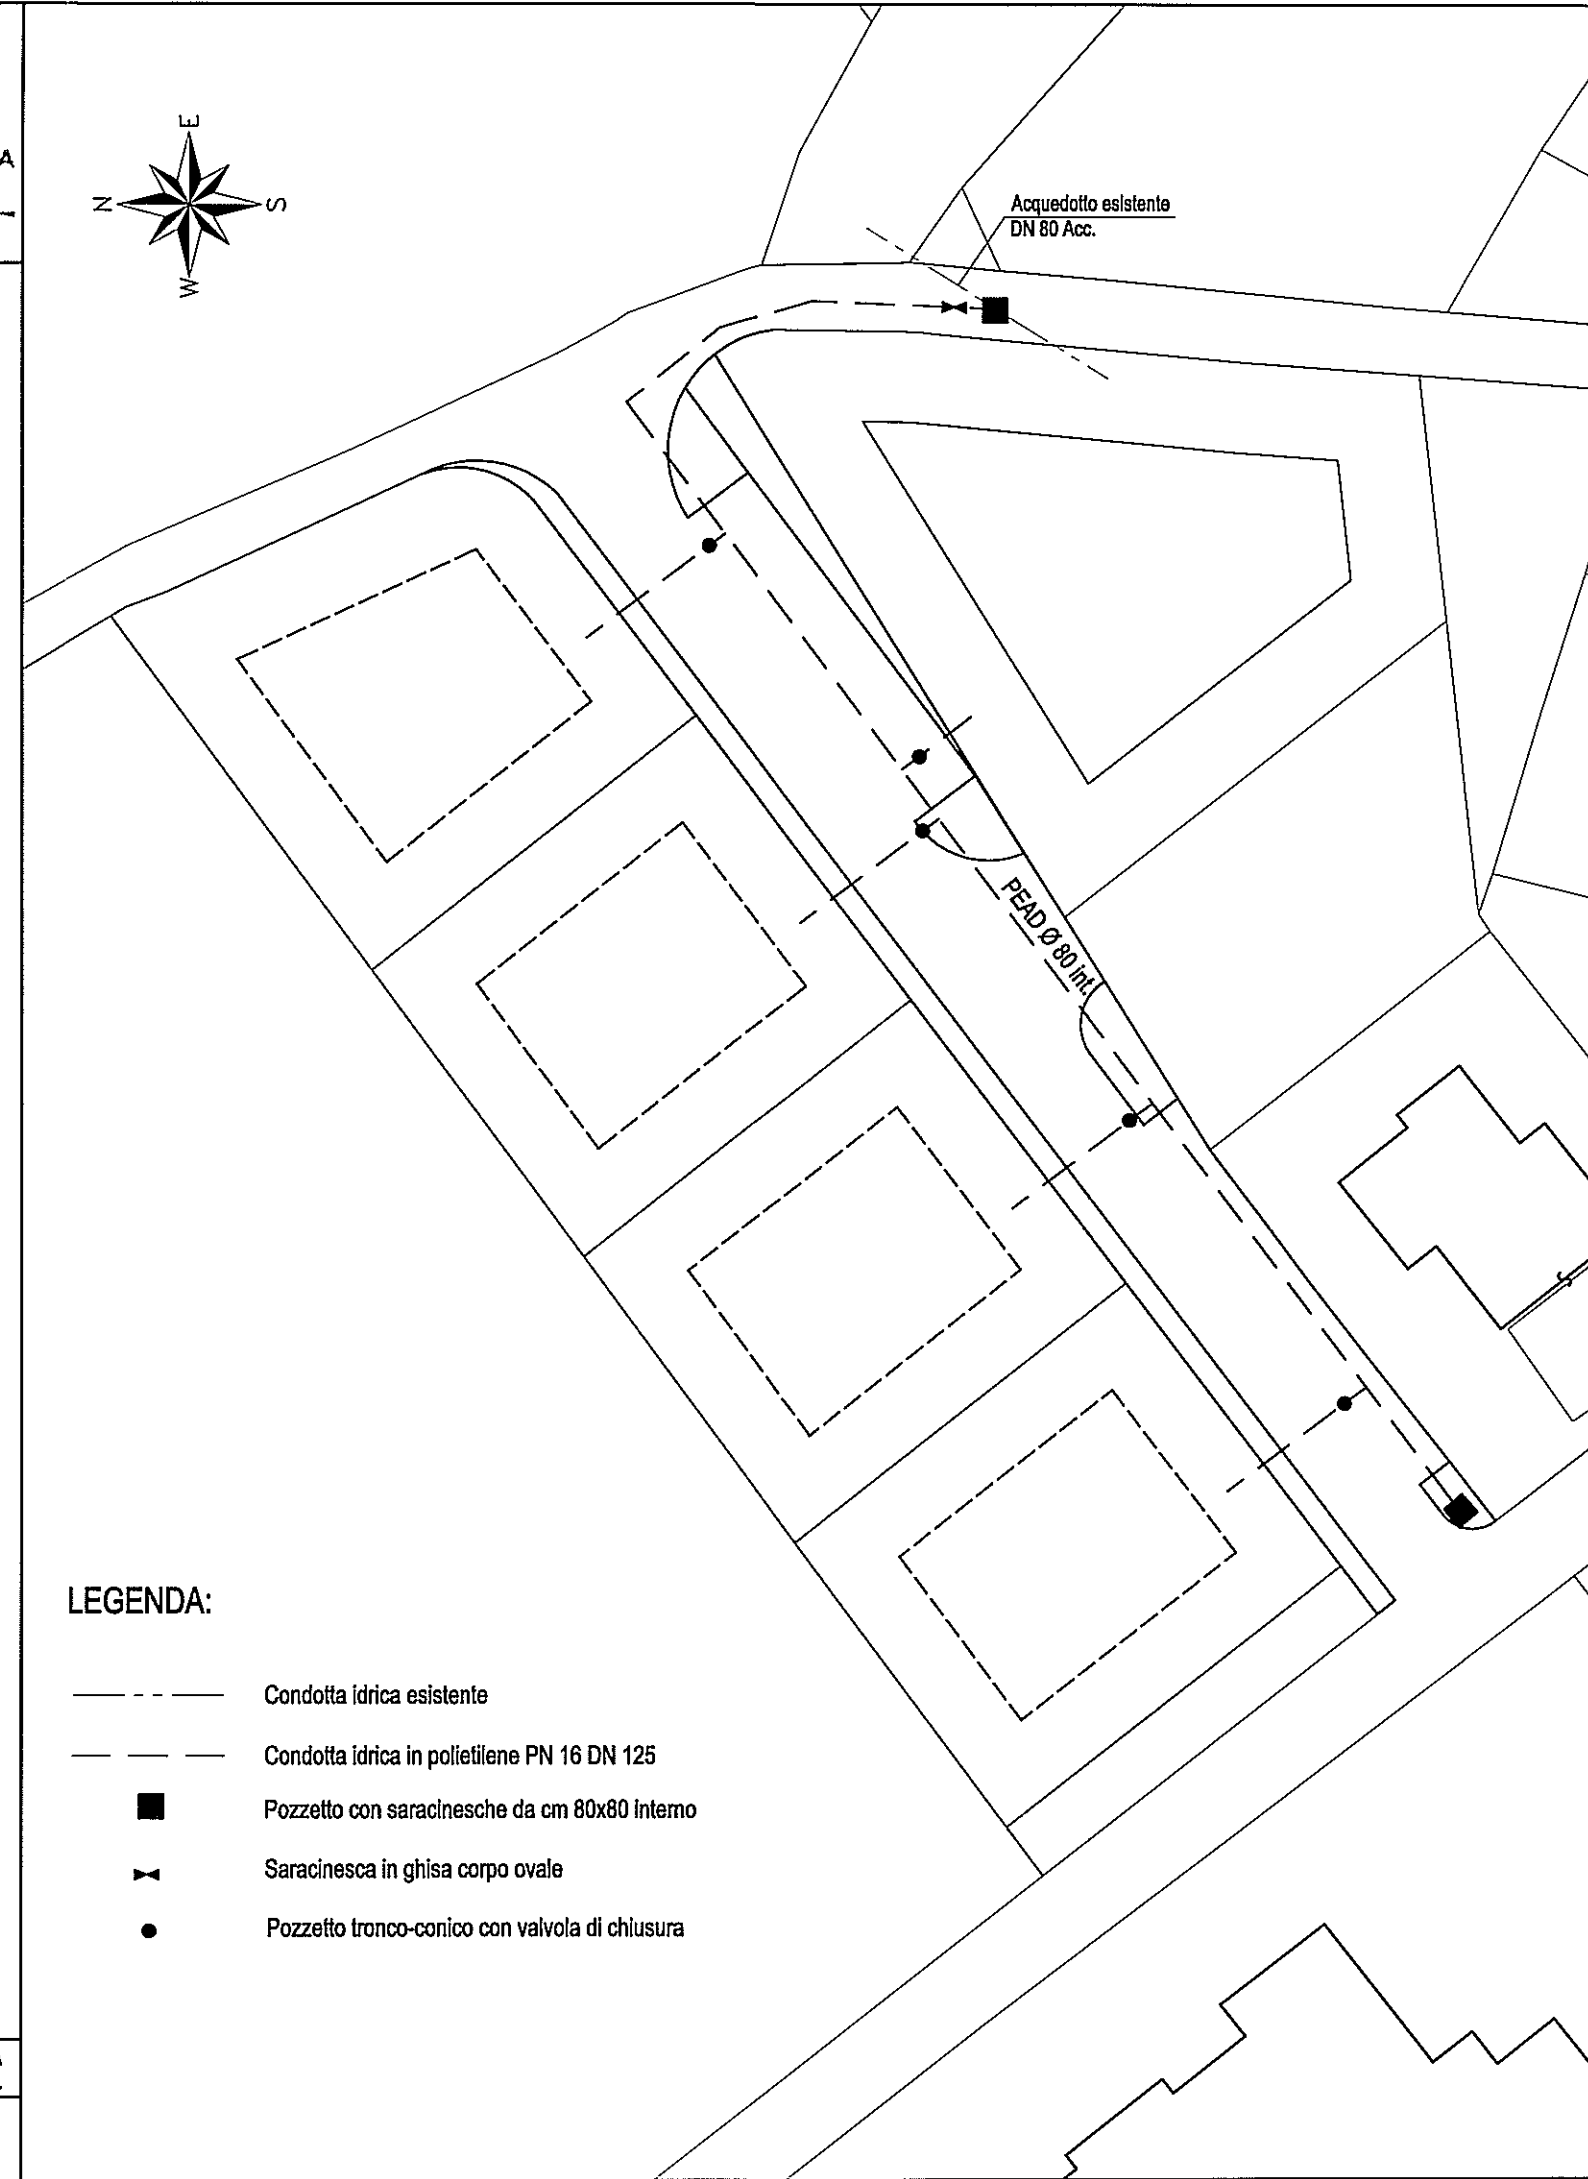 E
N
S
W
A
Acquedotto esistente
DN 80 Acc.
PEAD Ø 80 int.
S
LEGENDA:
Condotta idrica esistente
Condotta idrica in polietilene PN 16 DN 125
Pozzetto con saracinesche da cm 80x80 interno
Saracinesca in ghisa corpo ovale
Pozzetto tronco-conico con valvola di chiusura